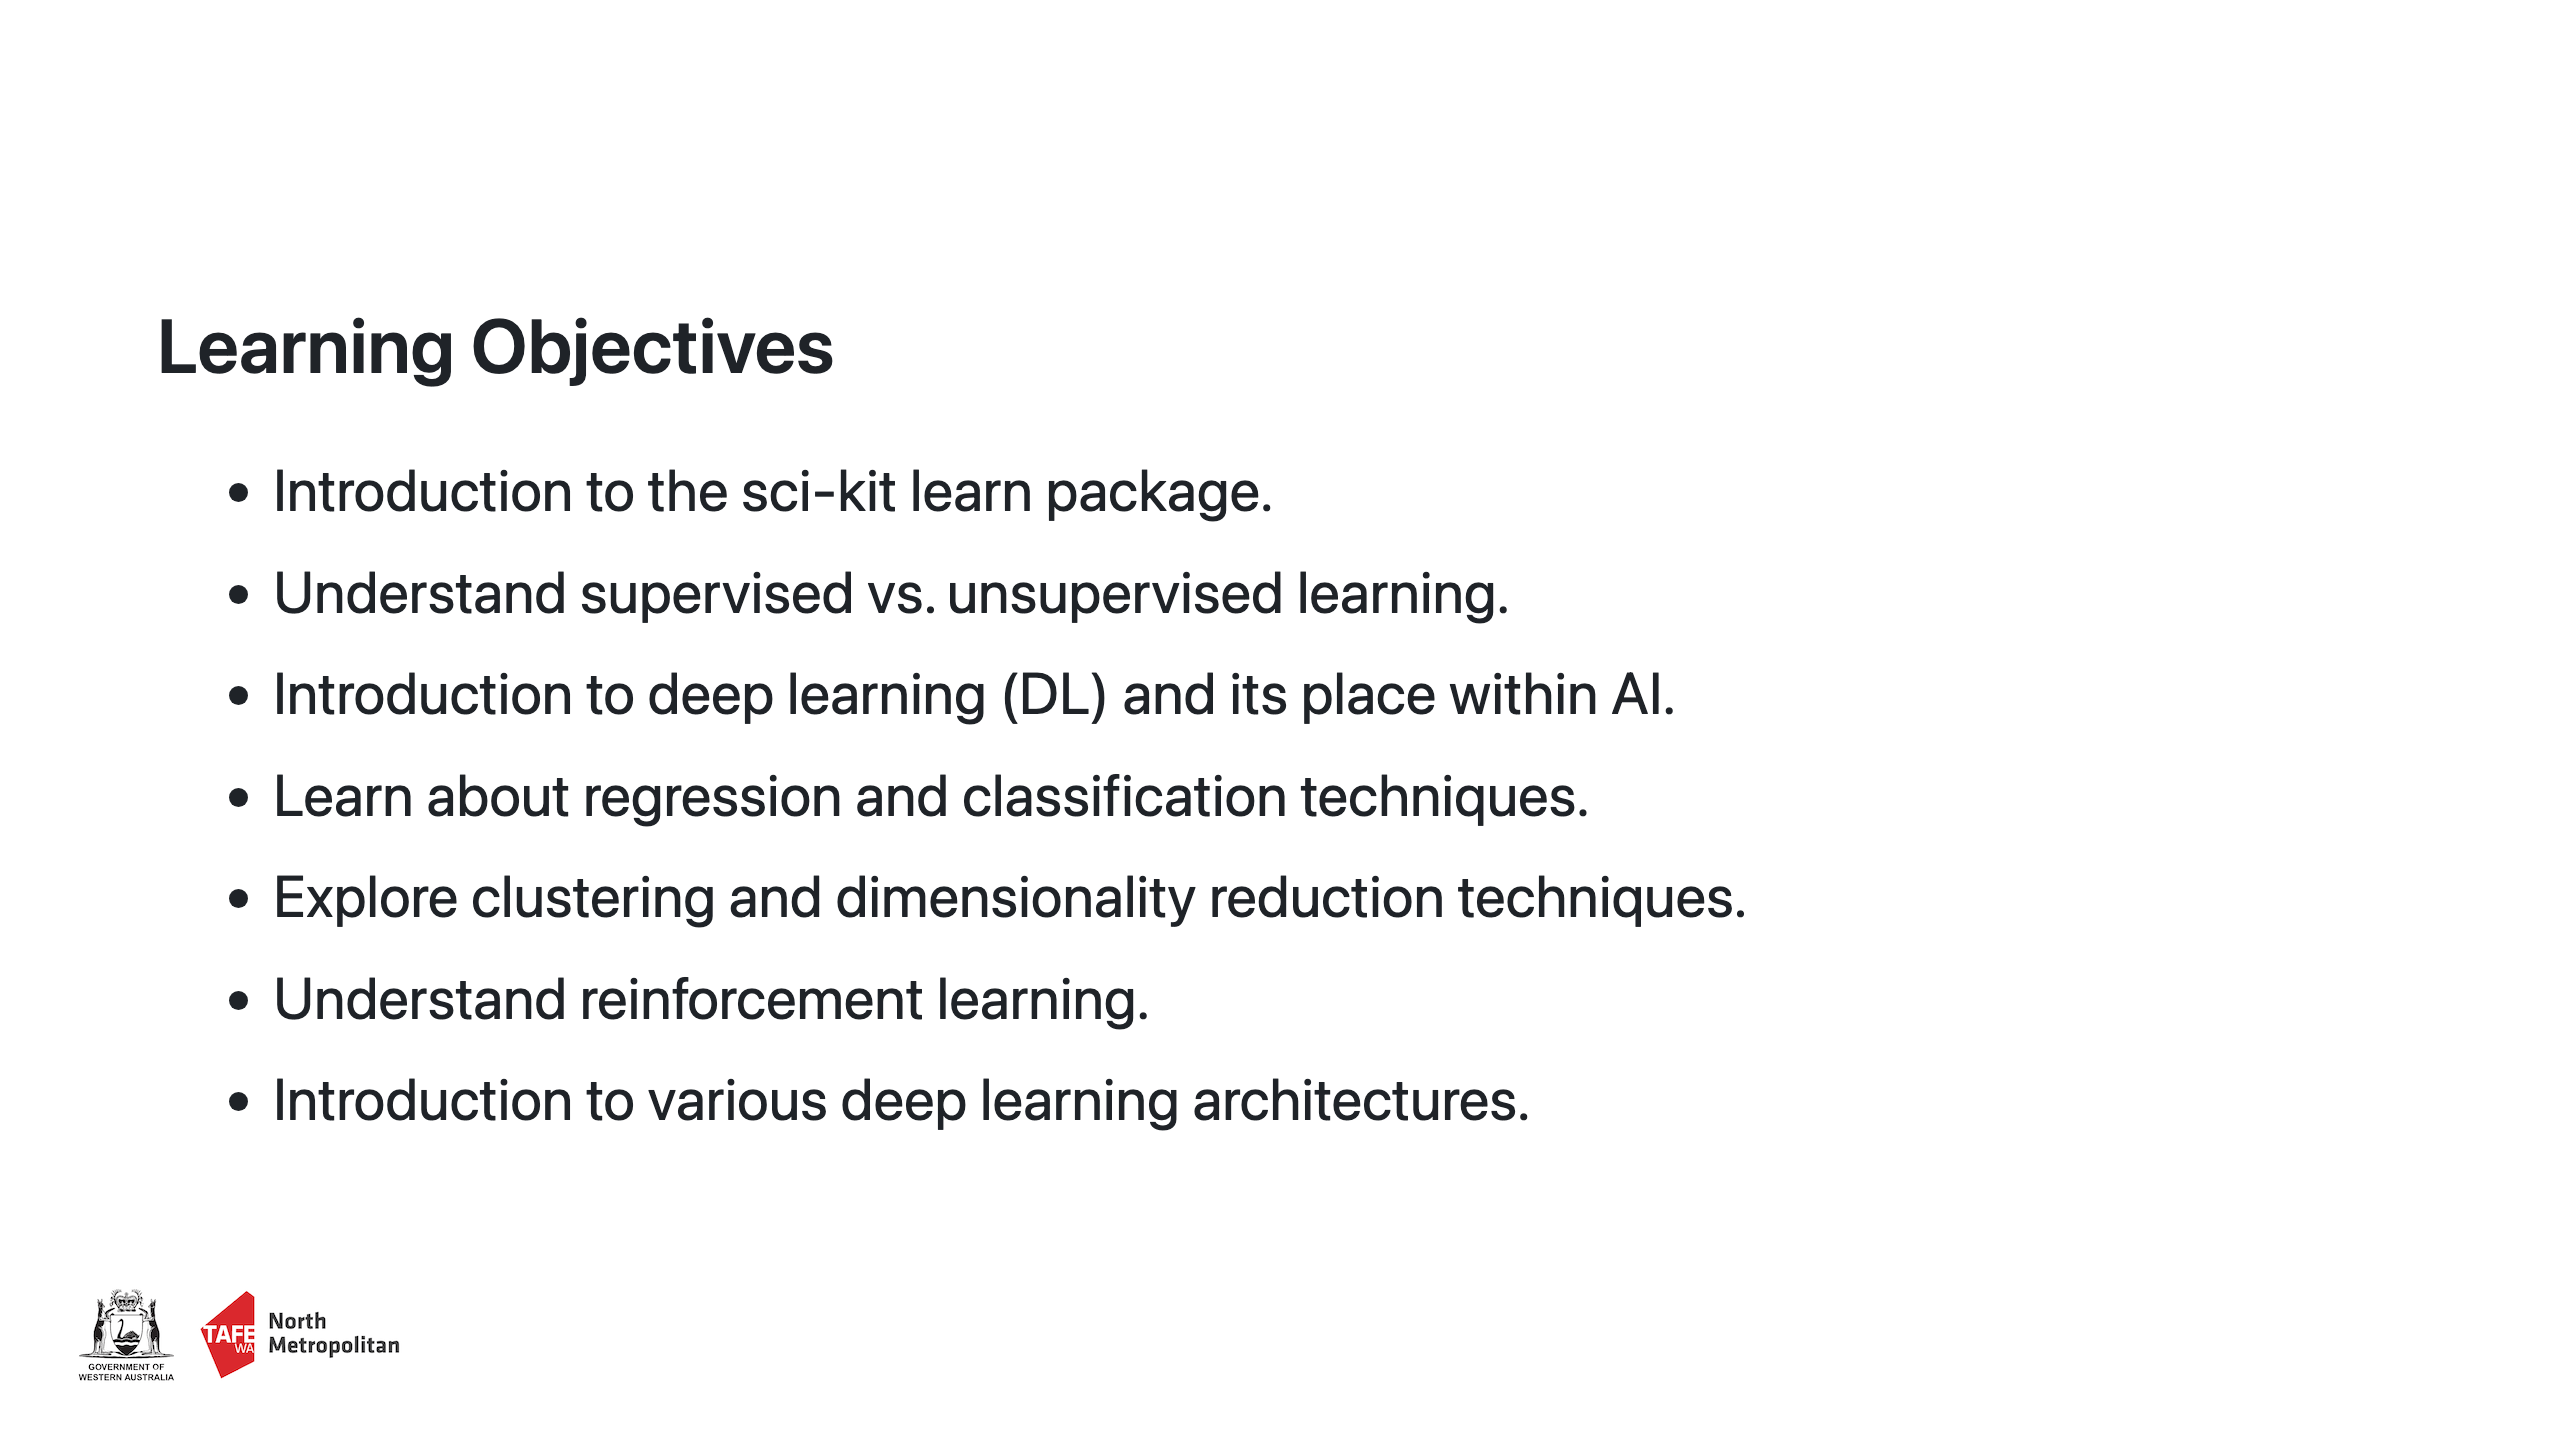 Learning Objectives
• Introduction to the sci-kit learn package.
• Understand supervised vs. unsupervised learning.
• Introduction to deep learning (DL) and its place within AI.
• Learn about regression and classification techniques.
• Explore clustering and dimensionality reduction techniques.
• Understand reinforcement learning.
• Introduction to various deep learning architectures.
GOVERNMENT OF
WESTERN AUSTRALIA
TAFE
WA
North
Metropolitan